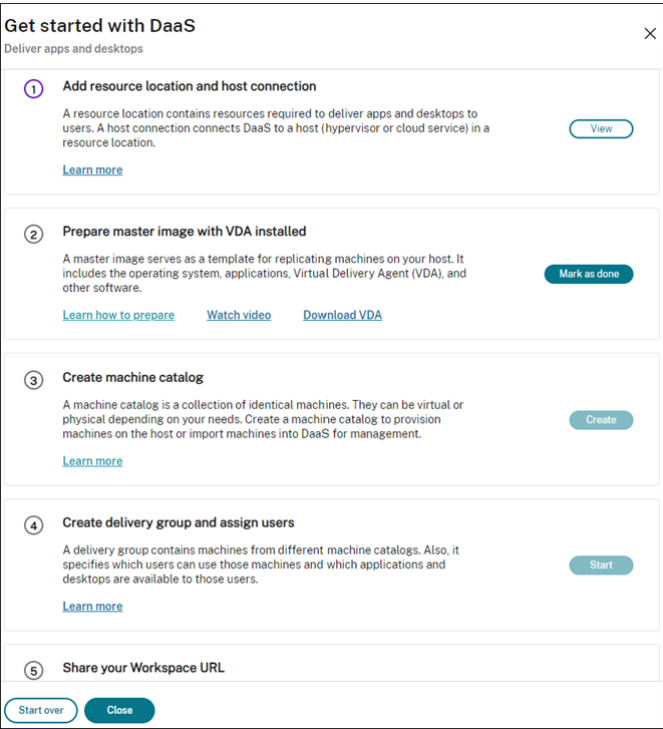 Get started with DaaS
Deliver apps and desktops
1
Add resource location and host connection
A resource location contains resources required to deliver apps and desktops to
users. A host connection connects DaaS to a host (hypervisor or cloud service) in a
resource location.
View
Learn more
2
Prepare master image with VDA installed
A master image serves as a template for replicating machines on your host. It
includes the operating system, applications, Virtual Delivery Agent (VDA), and
other software.
Mark as done
Learn how to prepare Watch video Download VDA
3
Create machine catalog
A machine catalog is a collection of identical machines. They can be virtual or
physical depending on your needs. Create a machine catalog to provision
machines on the host or import machines into DaaS for management.
Create
Learn more
4
Create delivery group and assign users
A delivery group contains machines from different machine catalogs. Also, it
specifies which users can use those machines and which applications and
desktops are available to those users.
Start
Learn more
5
Share your Workspace URL
Start over Close